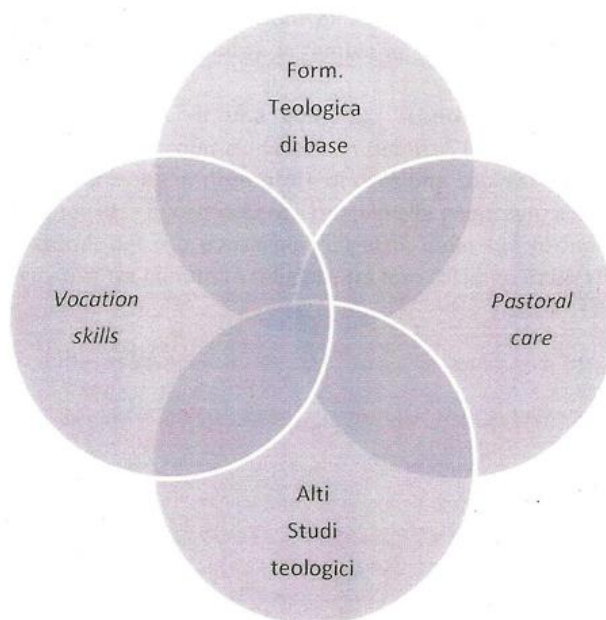 Form.
Teologica
di base
Vocation
skills
Pastoral
care
Alti
Studi
teologici